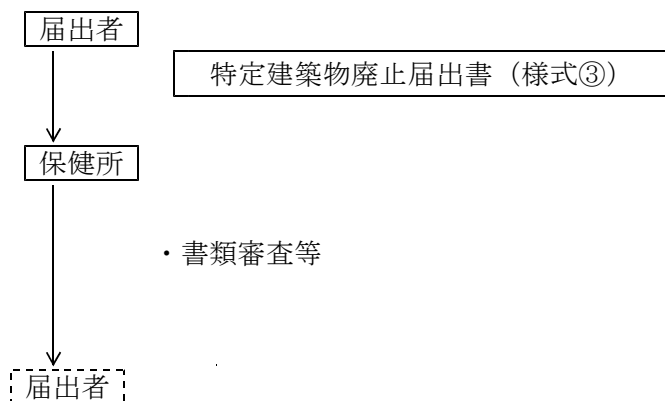 届出者
特定建築物廃止届出書（様式③）
保健所
・書類審査等
届出者